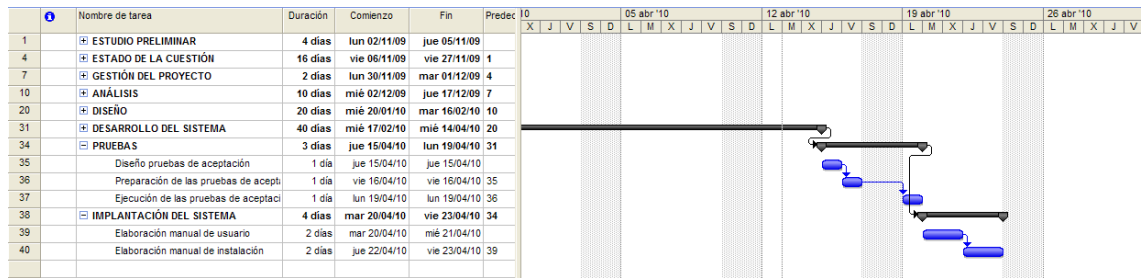 Nombre de tarea Duración Comienzo Fin Predec
1 ESTUDIO PRELIMINAR 4 días lun 02/11/09 jue 05/11/09
4 ESTADO DE LA CUESTIÓN 16 días vie 06/11/09 vie 27/11/09 1
7 GESTIÓN DEL PROYECTO 2 días lun 30/11/09 mar 01/12/09 4
10 ANÁLISIS 10 días mié 02/12/09 jue 17/12/09 7
20 DISEÑO 20 días mié 20/01/10 mar 16/02/10 10
31 DESARROLLO DEL SISTEMA 40 días mié 17/02/10 mié 14/04/10 20
34 PRUEBAS 3 días jue 15/04/10 lun 19/04/10 31
35 Diseño pruebas de aceptación 1 día jue 15/04/10 jue 15/04/10
36 Preparación de las pruebas de acept 1 día vie 16/04/10 vie 16/04/10 35
37 Ejecución de las pruebas de aceptaci 1 día lun 19/04/10 lun 19/04/10 36
38 IMPLANTACIÓN DEL SISTEMA 4 días mar 20/04/10 vie 23/04/10 34
39 Elaboración manual de usuario 2 días mar 20/04/10 mié 21/04/10
40 Elaboración manual de instalación 2 días jue 22/04/10 vie 23/04/10 39
10 05 abr '10 12 abr '10 19 abr '10 26 abr '10
X J V S D L M X J V S D L M X J V S D L M X J V S D L M X J V